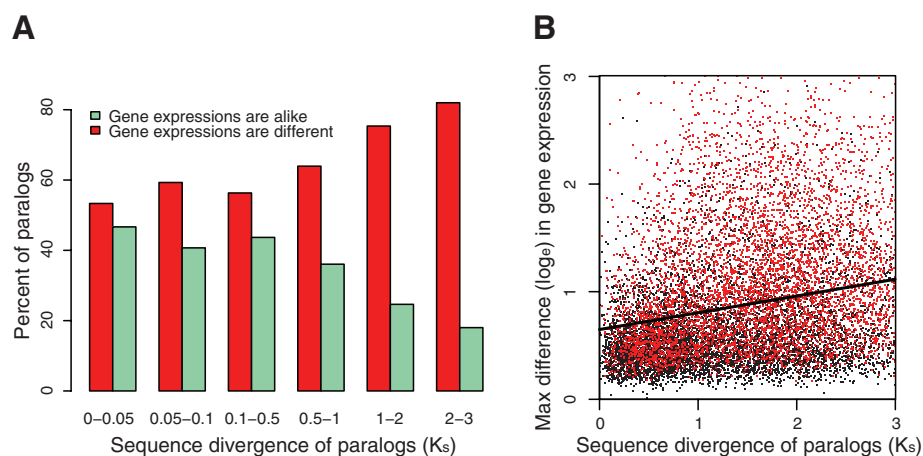 A
Percent of paralogs
80
60
40
20
0
Gene expressions are alike
Gene expressions are different
0–0.05 0.05–0.1 0.1–0.5 0.5–1 1–2 2–3
Sequence divergence of paralogs (Ks)
B
Max difference (loge) in gene expression
3
2
1
0
0 1 2 3
Sequence divergence of paralogs (Ks)